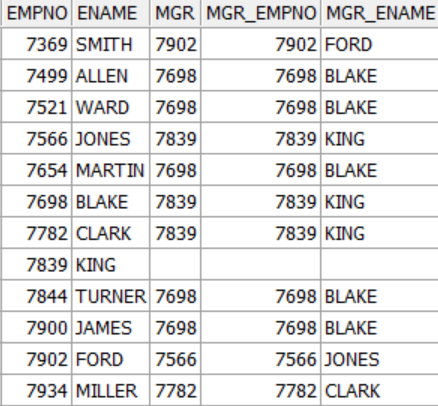 EMPNO ENAME MGR MGR_EMPNO MGR_ENAME
7369 SMITH 7902 7902 FORD
7499 ALLEN 7698 7698 BLAKE
7521 WARD 7698 7698 BLAKE
7566 JONES 7839 7839 KING
7654 MARTIN 7698 7698 BLAKE
7698 BLAKE 7839 7839 KING
7782 CLARK 7839 7839 KING
7839 KING
7844 TURNER 7698 7698 BLAKE
7900 JAMES 7698 7698 BLAKE
7902 FORD 7566 7566 JONES
7934 MILLER 7782 7782 CLARK